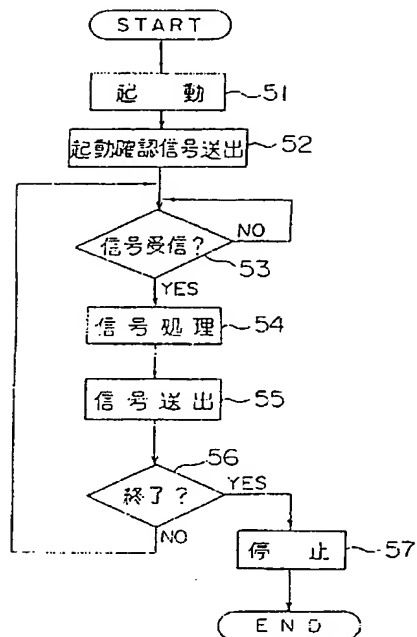 START
起動
51
起動確認信号送出
52
信号受信?
NO
53
YES
信号処理
54
信号送出
55
56
終了?
YES
NO
停止
57
END